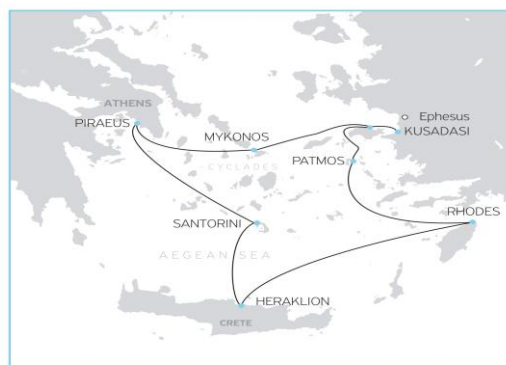 ATHENS
PIRAEUS
Ephesus
KUSADASI
MYKONOS
CYCLADES
PATMOS
RHODES
SANTORINI
AEGEAN SEA
HERAKLION
CRETE